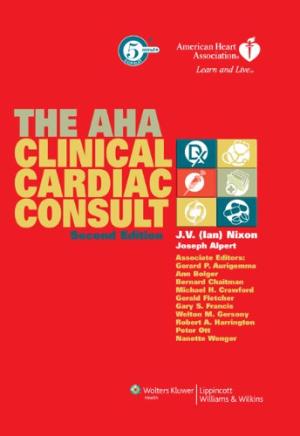 5 minute
CONSULT
American Heart
Association®
Learn and Live℠
THE AHA
CLINICAL
CARDIAC
CONSULT
Second Edition
J.V. (Ian) Nixon
Joseph Alpert
Associate Editors:
Gerard P. Aurigemma
Ann Bolger
Bernard Chaitman
Michael H. Crawford
Gerald Fletcher
Gary S. Francis
Welton M. Gersony
Robert A. Harrington
Peter Ott
Nanette Wenger
Wolters Kluwer
Health
Lippincott
Williams & Wilkins